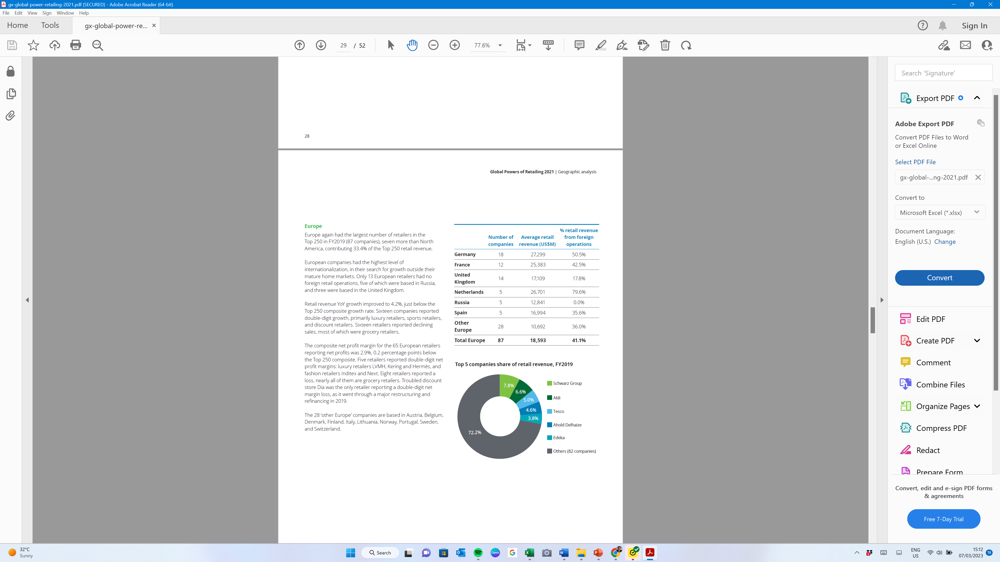 gx-global-power-retailing-2021.pdf (SECURED) - Adobe Acrobat Reader (64-bit)
File Edit View Sign Window Help
Home Tools gx-global-power-re... Sign In
29 / 52 77.6%
28
Global Powers of Retailing 2021 | Geographic analysis
Europe
Europe again had the largest number of retailers in the
Top 250 in FY2019 (87 companies), seven more than North
America, contributing 33.4% of the Top 250 retail revenue.
European companies had the highest level of
internationalization, in their search for growth outside their
mature home markets. Only 13 European retailers had no
foreign retail operations, five of which were based in Russia,
and three were based in the United Kingdom.
Retail revenue YoY growth improved to 4.2%, just below the
Top 250 composite growth rate. Sixteen companies reported
double-digit growth, primarily luxury retailers, sports retailers,
and discount retailers. Sixteen retailers reported declining
sales, most of which were grocery retailers.
The composite net profit margin for the 65 European retailers
reporting net profits was 2.9%, 0.2 percentage points below
the Top 250 composite. Five retailers reported double-digit net
profit margins: luxury retailers LVMH, Kering and Hermès, and
fashion retailers Inditex and Next. Eight retailers reported a
loss, nearly all of them are grocery retailers. Troubled discount
store Dia was the only retailer reporting a double-digit net
margin loss, as it went through a major restructuring and
refinancing in 2019.
The 28 ‘other Europe’ companies are based in Austria, Belgium,
Denmark, Finland, Italy, Lithuania, Norway, Portugal, Sweden,
and Switzerland.
% retail revenue
Number of Average retail from foreign
companies revenue (US$M) operations
Germany 18 27,299 50.5%
France 12 25,383 42.5%
United
Kingdom 14 17,109 17.8%
Netherlands 5 26,701 79.6%
Russia 5 12,841 0.0%
Spain 5 16,994 35.6%
Other
Europe 28 10,692 36.0%
Total Europe 87 18,593 41.1%
Top 5 companies share of retail revenue, FY2019
7.8%
6.6%
5.0%
4.6%
3.8%
72.2%
Schwarz Group
Aldi
Tesco
Ahold Delhaize
Edeka
Others (82 companies)
Search 'Signature'
Export PDF
Adobe Export PDF
Convert PDF Files to Word
or Excel Online
Select PDF File
gx-global-...ng-2021.pdf
Convert to
Microsoft Excel (*.xlsx)
Document Language:
English (U.S.) Change
Convert
Edit PDF
Create PDF
Comment
Combine Files
Organize Pages
Compress PDF
Redact
Prepare Form
Convert, edit and e-sign PDF forms
& agreements
Free 7-Day Trial
32°C
Sunny
Search
ENG
US
15:12
07/03/2023
19